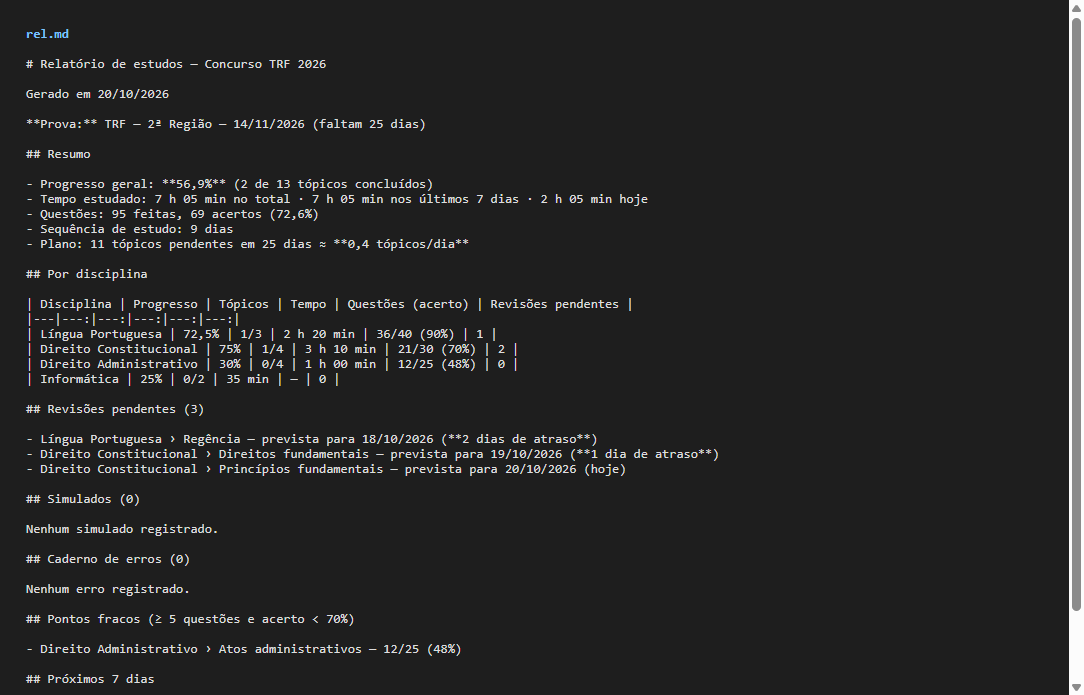 rel.md
# Relatório de estudos — Concurso TRF 2026
Gerado em 20/10/2026
**Prova:** TRF — 2ª Região — 14/11/2026 (faltam 25 dias)
## Resumo
- Progresso geral: **56,9%** (2 de 13 tópicos concluídos)
- Tempo estudado: 7 h 05 min no total · 7 h 05 min nos últimos 7 dias · 2 h 05 min hoje
- Questões: 95 feitas, 69 acertos (72,6%)
- Sequência de estudo: 9 dias
- Plano: 11 tópicos pendentes em 25 dias ≈ **0,4 tópicos/dia**
## Por disciplina
| Disciplina | Progresso | Tópicos | Tempo | Questões (acerto) | Revisões pendentes |
|---|---:|---:|---:|---:|---:|
| Língua Portuguesa | 72,5% | 1/3 | 2 h 20 min | 36/40 (90%) | 1 |
| Direito Constitucional | 75% | 1/4 | 3 h 10 min | 21/30 (70%) | 2 |
| Direito Administrativo | 30% | 0/4 | 1 h 00 min | 12/25 (48%) | 0 |
| Informática | 25% | 0/2 | 35 min | — | 0 |
## Revisões pendentes (3)
- Língua Portuguesa › Regência — prevista para 18/10/2026 (**2 dias de atraso**)
- Direito Constitucional › Direitos fundamentais — prevista para 19/10/2026 (**1 dia de atraso**)
- Direito Constitucional › Princípios fundamentais — prevista para 20/10/2026 (hoje)
## Simulados (0)
Nenhum simulado registrado.
## Caderno de erros (0)
Nenhum erro registrado.
## Pontos fracos (≥ 5 questões e acerto < 70%)
- Direito Administrativo › Atos administrativos — 12/25 (48%)
## Próximos 7 dias